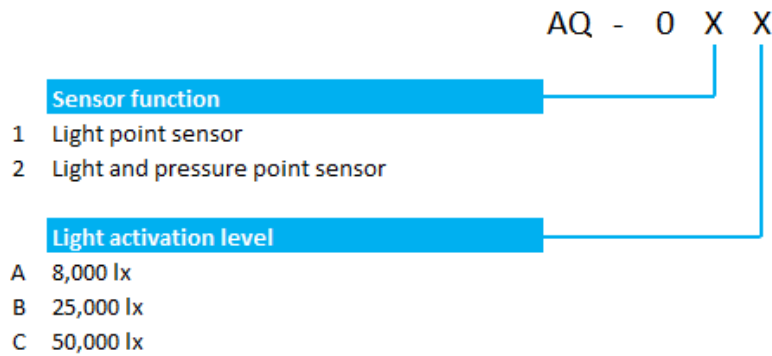 AQ - 0 X X
Sensor function
1 Light point sensor
2 Light and pressure point sensor
Light activation level
A 8,000 lx
B 25,000 lx
C 50,000 lx